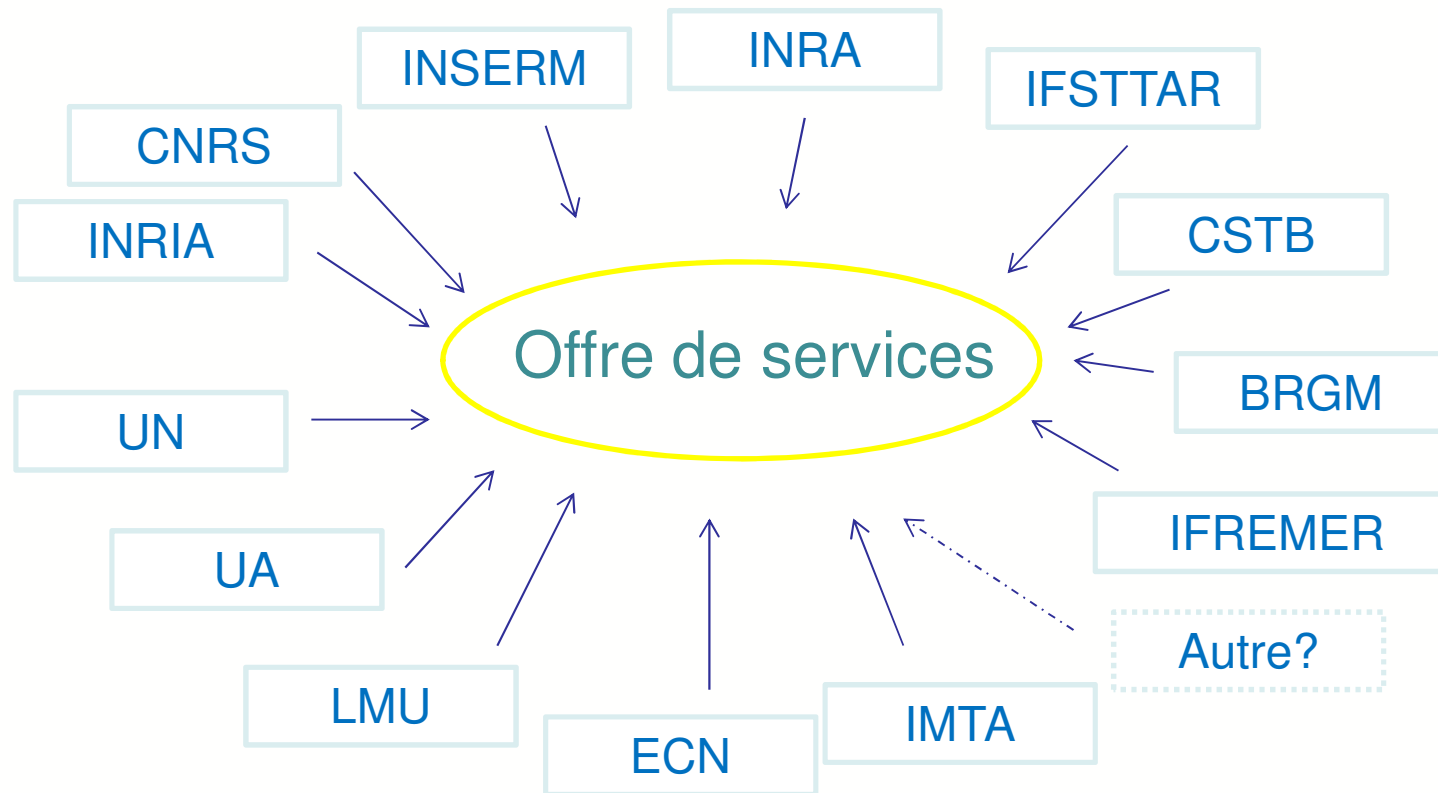 INRA
INSERM
IFSTTAR
CNRS
CSTB
INRIA
Offre de services
BRGM
UN
IFREMER
UA
Autre?
LMU
IMTA
ECN